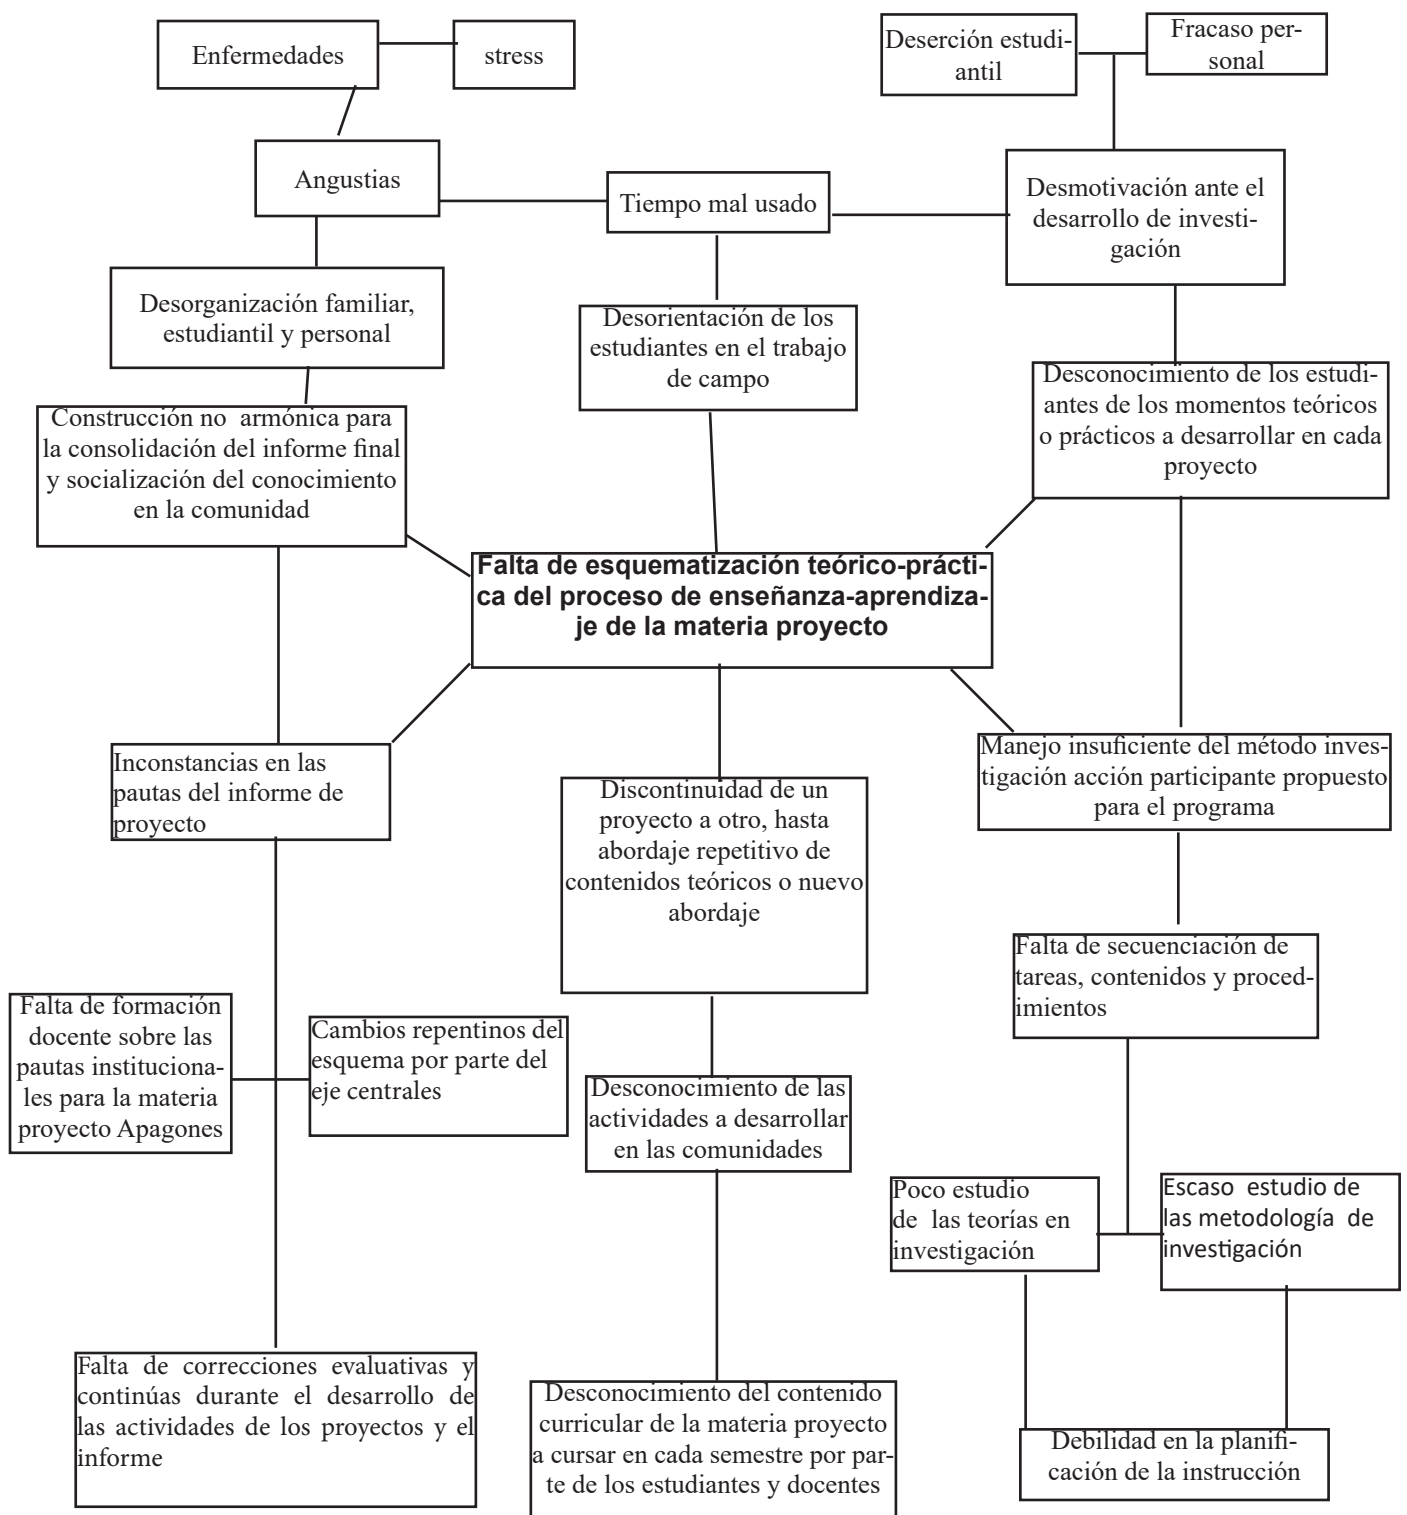 Enfermedades
stress
Deserción estudi-
antil
Fracaso per-
sonal
Angustias
Tiempo mal usado
Desmotivación ante el
desarrollo de investi-
gación
Desorganización familiar,
estudiantil y personal
Desorientación de los
estudiantes en el trabajo
de campo
Desconocimiento de los estudi-
antes de los momentos teóricos
o prácticos a desarrollar en cada
proyecto
Construcción no  armónica para
la consolidación del informe final
y socialización del conocimiento
en la comunidad
Falta de esquematización teórico-prácti-
ca del proceso de enseñanza-aprendiza-
je de la materia proyecto
Inconstancias en las
pautas del informe de
proyecto
Discontinuidad de un
proyecto a otro, hasta
abordaje repetitivo de
contenidos teóricos o nuevo
abordaje
Manejo insuficiente del método inves-
tigación acción participante propuesto
para el programa
Falta de secuenciación de
tareas, contenidos y proced-
imientos
Falta de formación
docente sobre las
pautas instituciona-
les para la materia
proyecto Apagones
Cambios repentinos del
esquema por parte del
eje centrales
Desconocimiento de las
actividades a desarrollar
en las comunidades
Poco estudio
de  las teorías en
investigación
Escaso  estudio de
las metodología  de
investigación
Falta de correcciones evaluativas y
continúas durante el desarrollo de
las actividades de los proyectos y el
informe
Desconocimiento del contenido
curricular de la materia proyecto
a cursar en cada semestre por par-
te de los estudiantes y docentes
Debilidad en la planifi-
cación de la instrucción